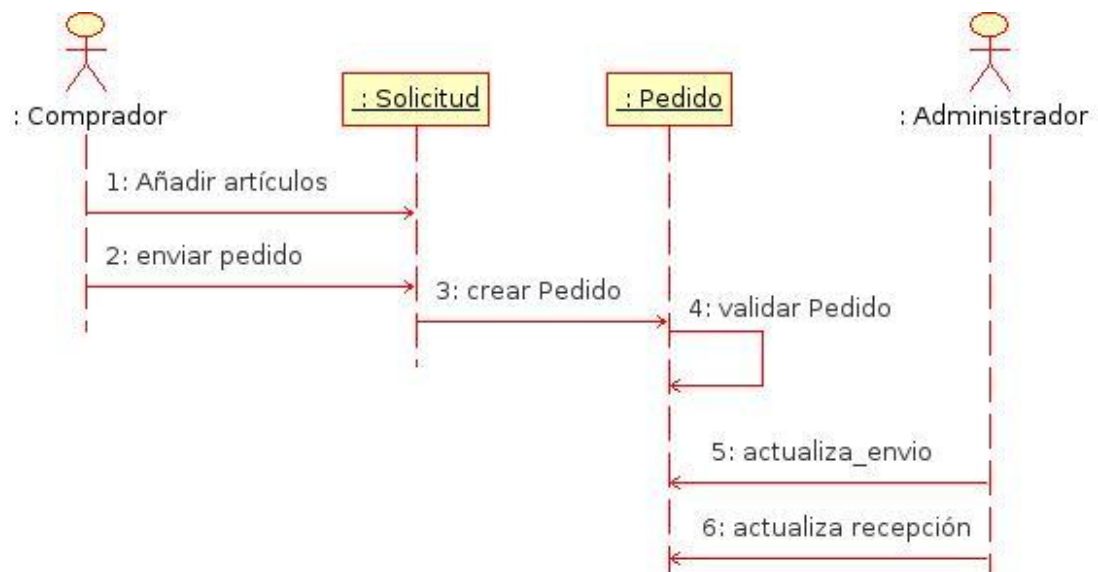 : Solicitud
: Pedido
: Comprador
: Administrador
1: Añadir artículos
2: enviar pedido
3: crear Pedido
4: validar Pedido
5: actualiza_envio
6: actualiza recepción